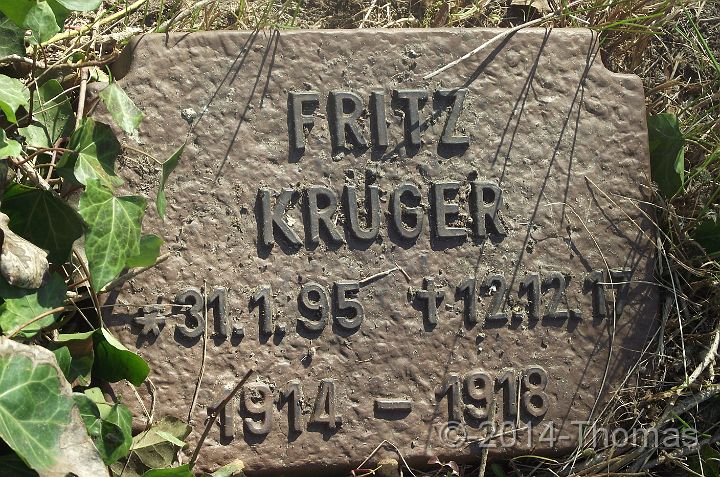 FRITZ
KRÜGER
*31.1.95 †12.12.17
1914 - 1918
© 2014-Thomas